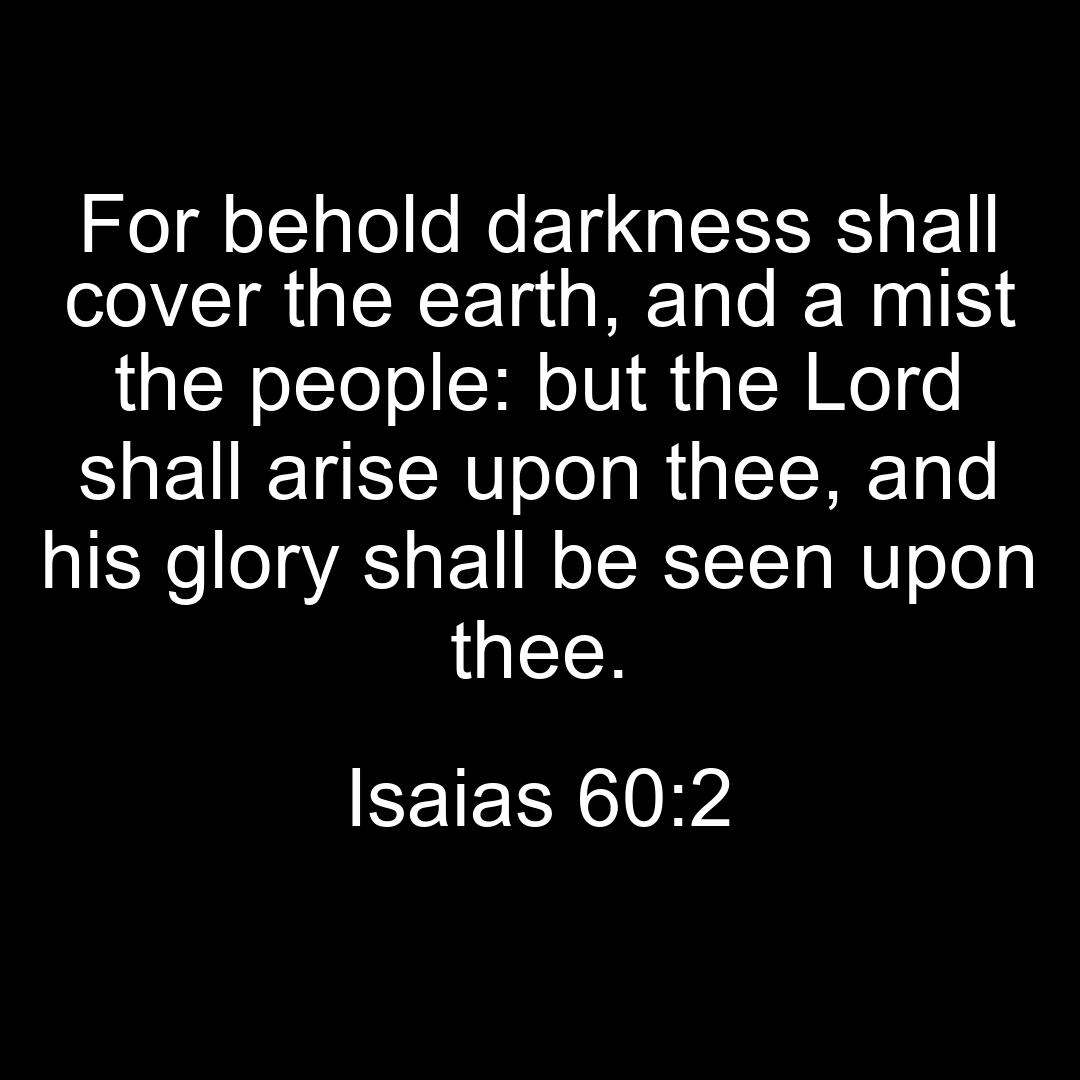 For behold darkness shall
cover the earth, and a mist
the people: but the Lord
shall arise upon thee, and
his glory shall be seen upon
thee.
Isaias 60:2